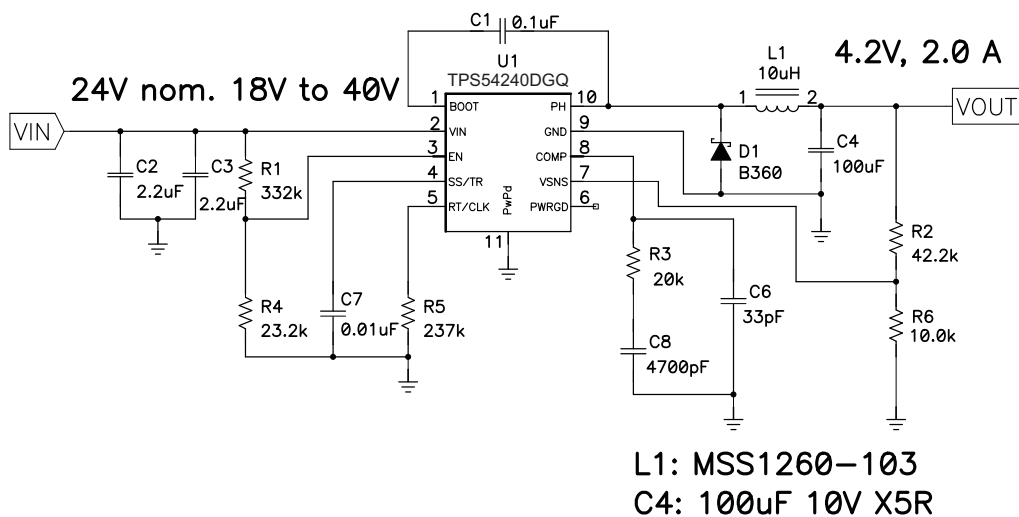 C1
0.1uF
U1
TPS54240DGQ
24V nom. 18V to 40V
L1
10uH
4.2V, 2.0 A
VIN
VOUT
1 BOOT PH 10
2 VIN GND 9
3 EN COMP 8
4 SS/TR VSNS 7
5 RT/CLK PWRGD 6
PwPd
11
1 2
C2
2.2uF
C3
2.2uF
R1
332k
D1
B360
C4
100uF
R4
23.2k
C7
0.01uF
R5
237k
R3
20k
C8
4700pF
C6
33pF
R2
42.2k
R6
10.0k
L1: MSS1260-103
C4: 100uF 10V X5R